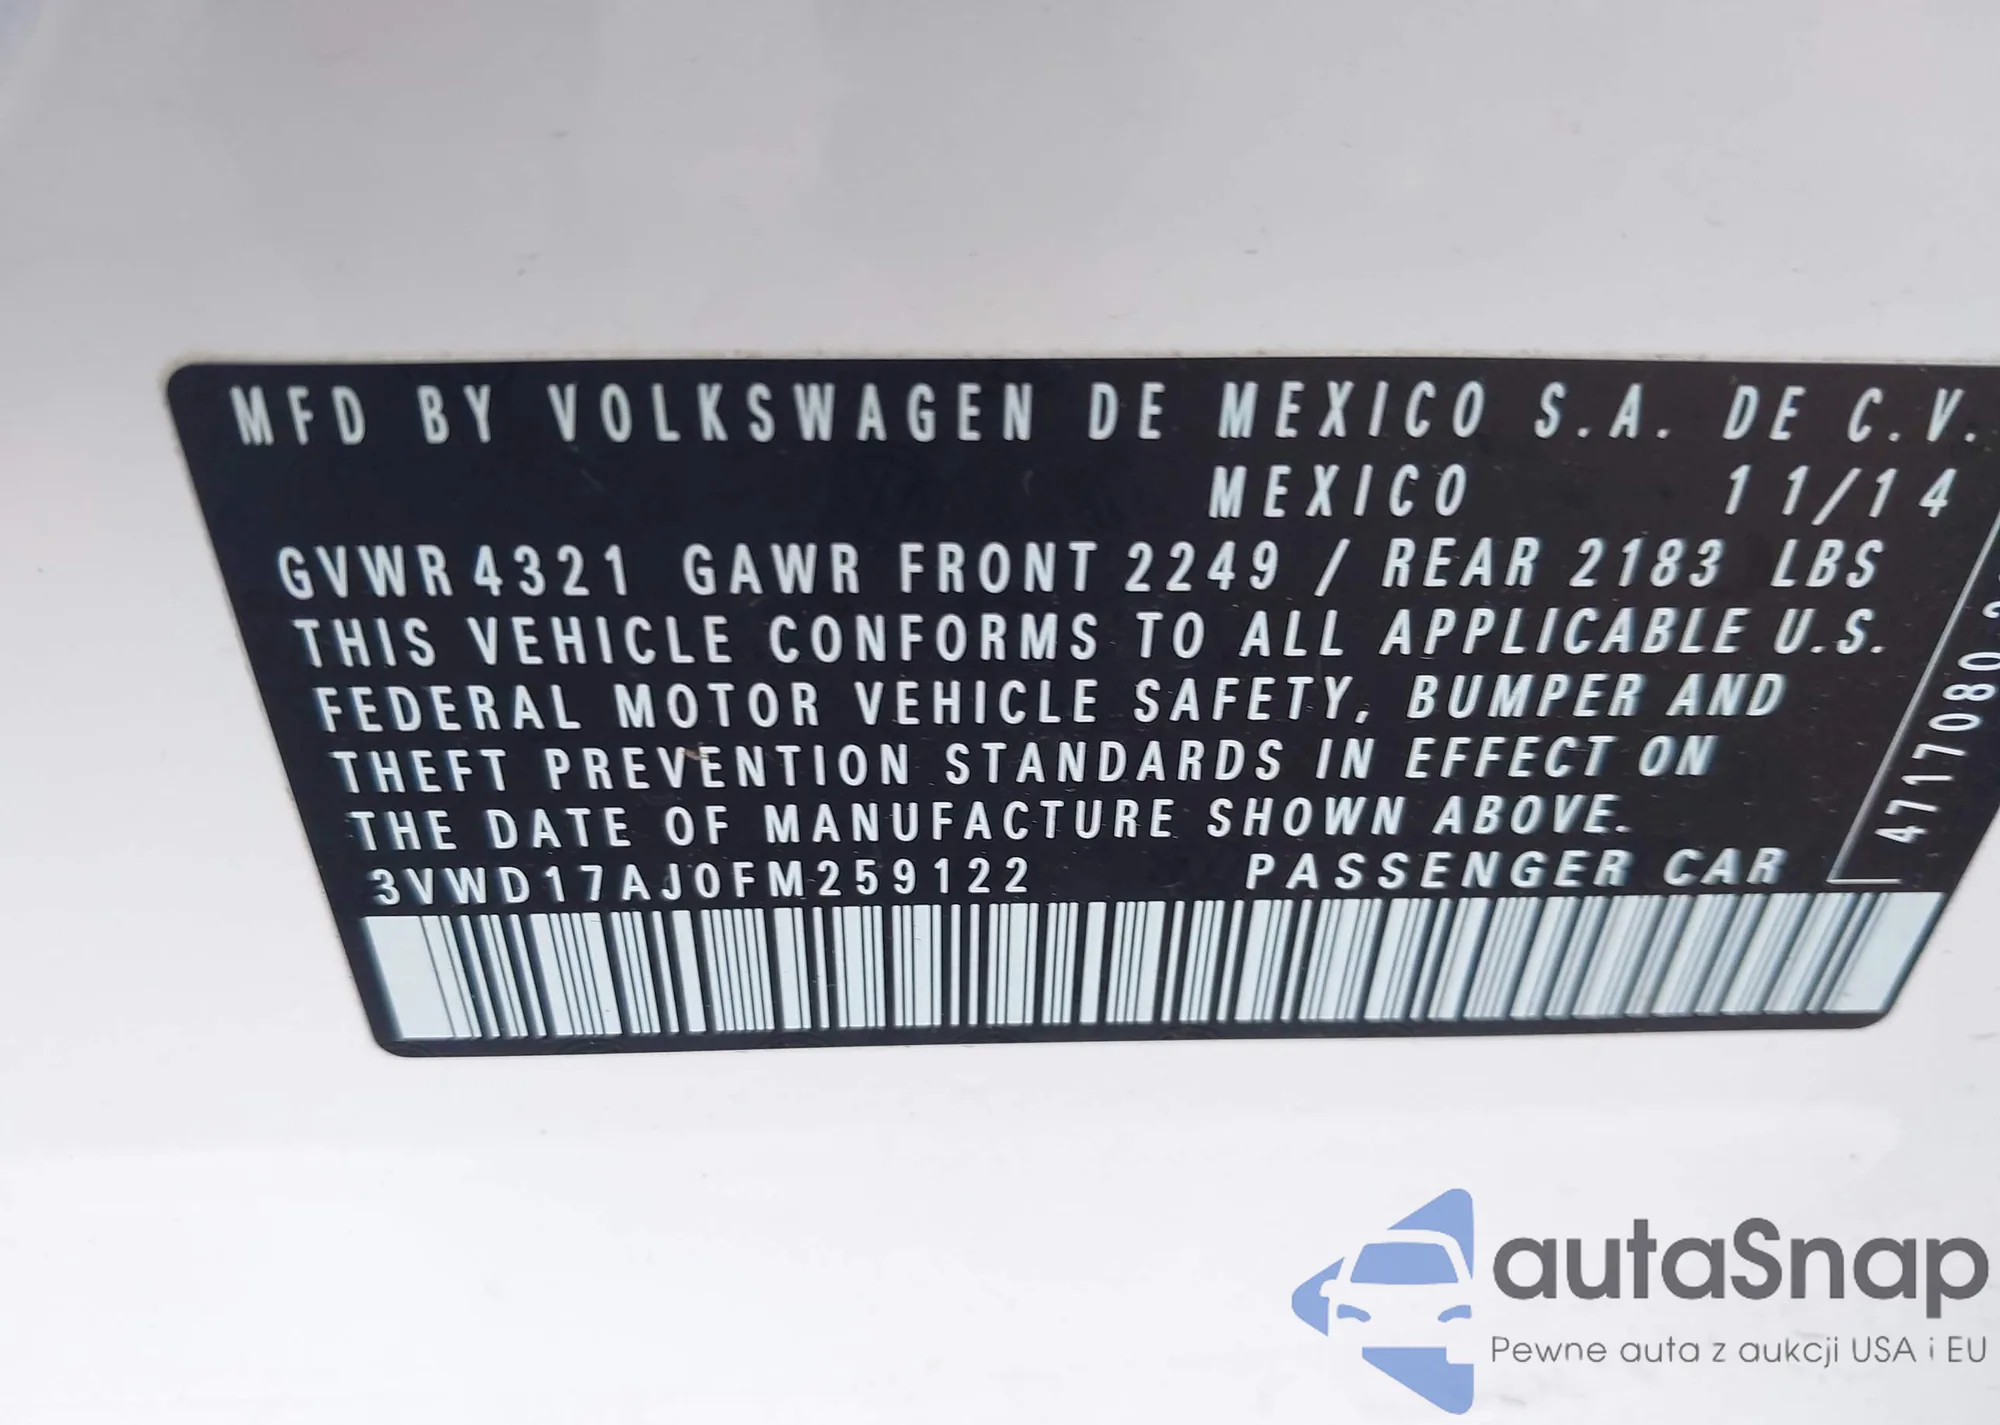 MFD BY VOLKSWAGEN DE MEXICO S.A. DE C.V.
MEXICO 11/14
GVWR 4321 GAWR FRONT 2249 / REAR 2183 LBS
THIS VEHICLE CONFORMS TO ALL APPLICABLE U.S.
FEDERAL MOTOR VEHICLE SAFETY, BUMPER AND
THEFT PREVENTION STANDARDS IN EFFECT ON
THE DATE OF MANUFACTURE SHOWN ABOVE.
3VWD17AJ0FM259122 PASSENGER CAR
4717080
autaSnap
Pewne auta z aukcji USA i EU